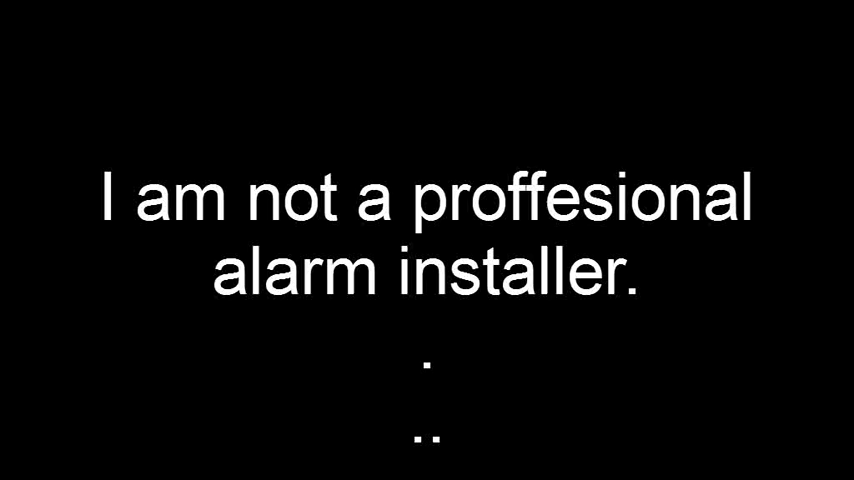 I am not a proffesional
alarm installer.
.
..